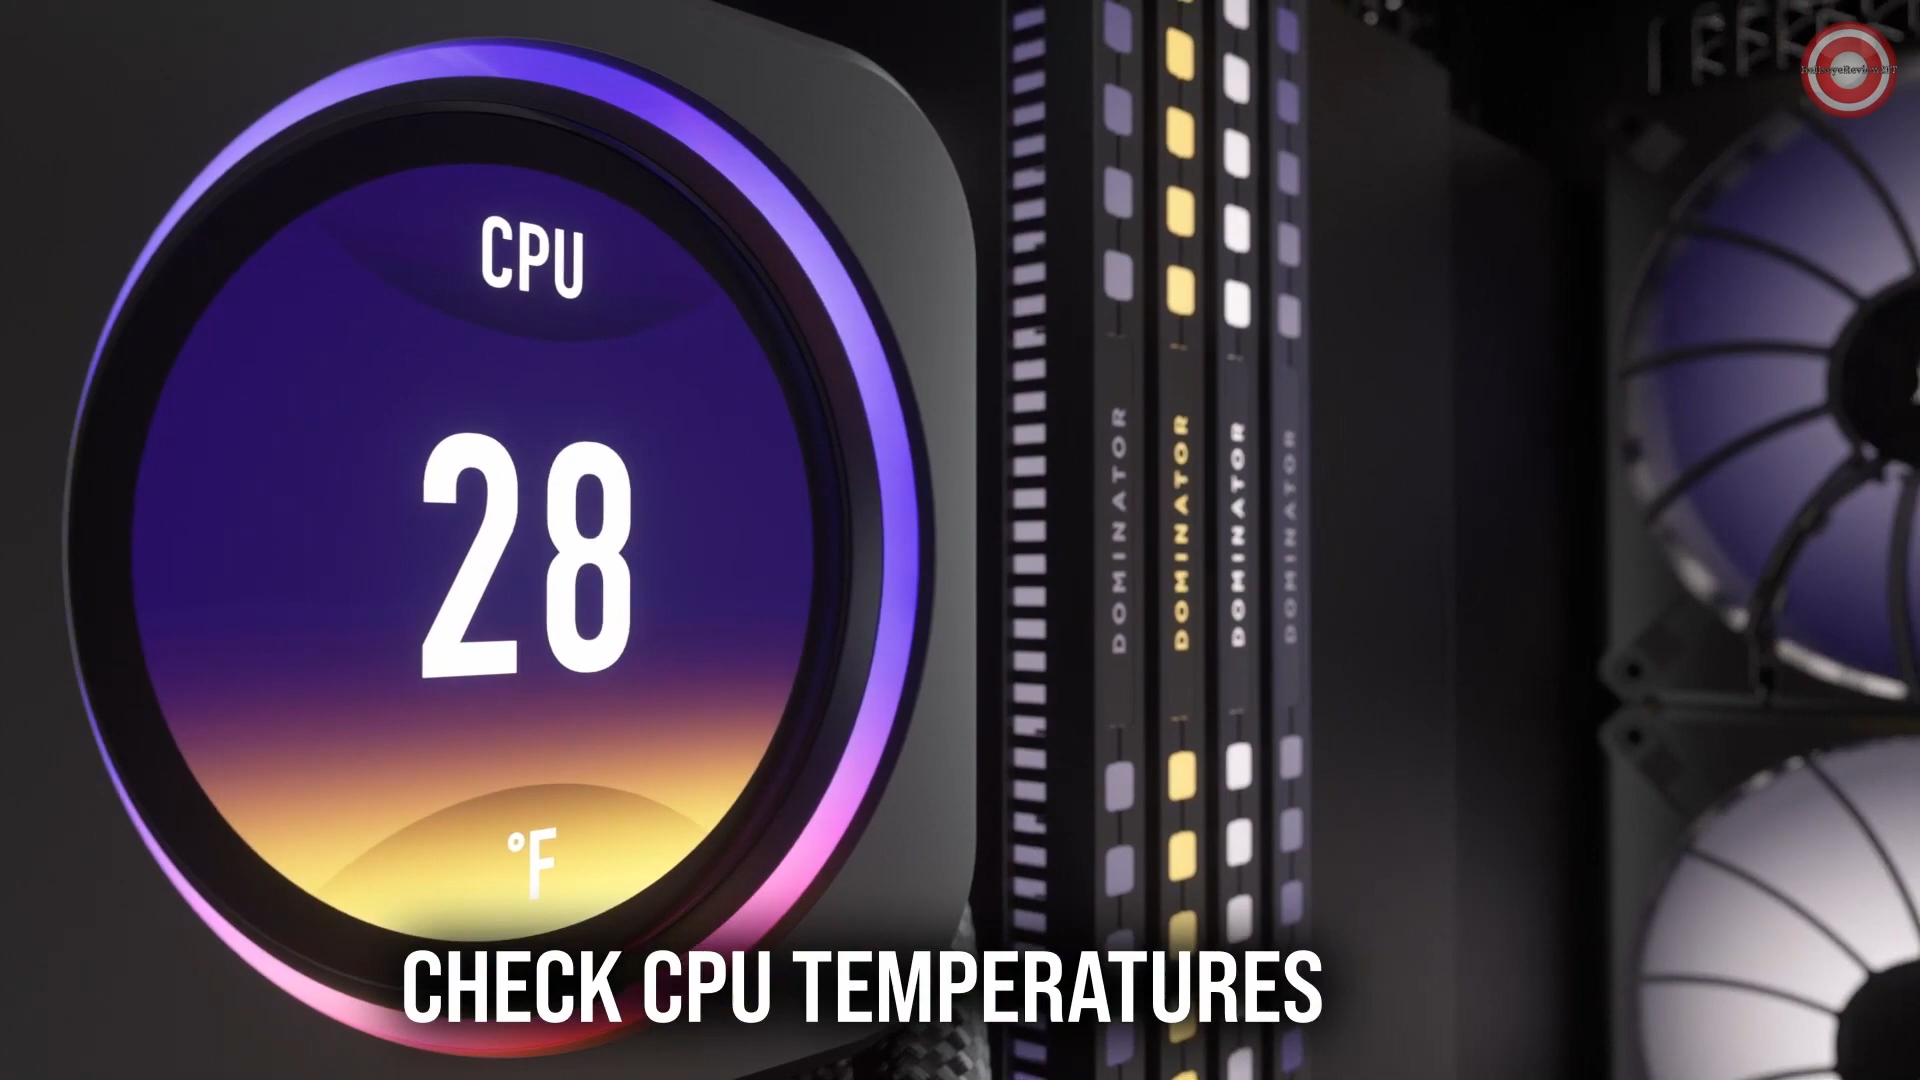 CPU
28
°F
DOMINATOR
DOMINATOR
DOMINATOR
DOMINATOR
CHECK CPU TEMPERATURES